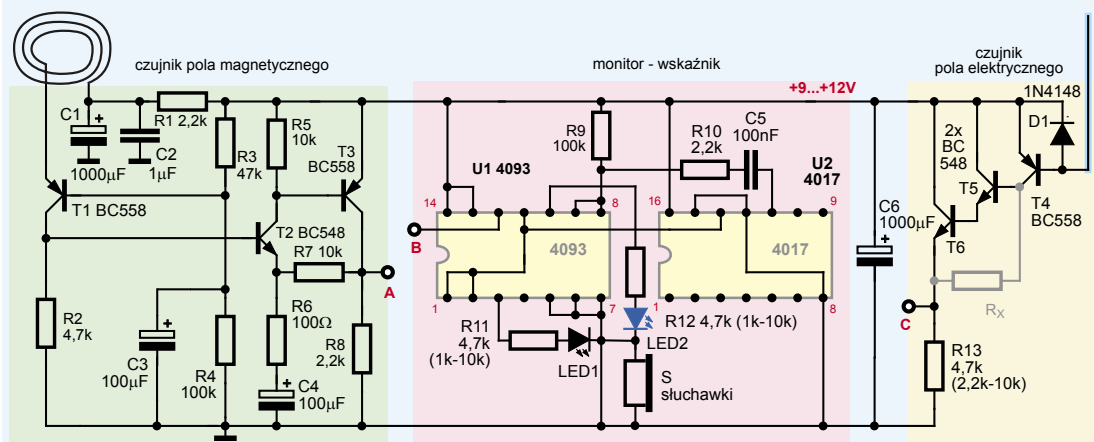 czujnik pola magnetycznego
C1
+
1000µF
C2
1µF
R1 2,2k
R3
47k
R5
10k
T3
BC558
T1 BC558
T2 BC548
R7 10k
A
R2
4,7k
C3
+
100µF
R4
100k
R6
100Ω
C4
+
100µF
R8
2,2k
monitor - wskaźnik
+9...+12V
R9
100k
R10
2,2k
C5
100nF
U1 4093
U2
4017
14
8
16
9
B
4093
4017
1
7
1
8
R11
4,7k
(1k-10k)
LED1
R12 4,7k (1k-10k)
LED2
S
słuchawki
C6
1000µF
+
czujnik
pola elektrycznego
1N4148
D1
2x
BC
548
T5
T4
BC558
T6
RX
C
R13
4,7k
(2,2k-10k)